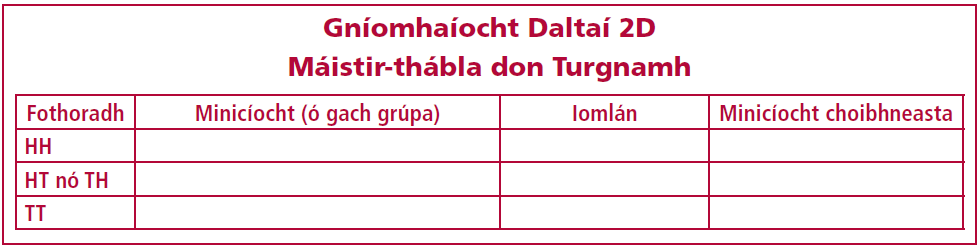 Gníomhaíocht Daltaí 2D
Máistir-thábla don Turgnamh
Fothoradh Minicíocht (ó gach grúpa) Iomlán Minicíocht choibhneasta
HH
HT nó TH
TT